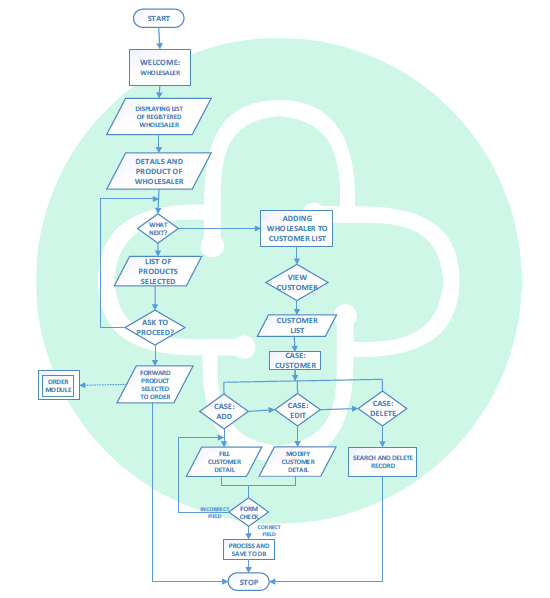 START
WELCOME:
WHOLESALER
DISPLAYING LIST
OF REGISTERED
WHOLESALER
DETAILS AND
PRODUCT OF
WHOLESALER
WHAT
NEXT?
ADDING
WHOLESALER TO
CUSTOMER LIST
LIST OF
PRODUCTS
SELECTED
VIEW
CUSTOMER
ASK TO
PROCEED?
CUSTOMER
LIST
CASE:
CUSTOMER
FORWARD
PRODUCT
SELECTED
TO ORDER
ORDER
MODULE
CASE:
ADD
CASE:
EDIT
CASE:
DELETE
FILL
CUSTOMER
DETAIL
MODIFY
CUSTOMER
DETAIL
SEARCH AND DELETE
RECORD
INCORRECT
FIELD
FORM
CHECK
CORRECT
FIELD
PROCESS AND
SAVE TO DB
STOP